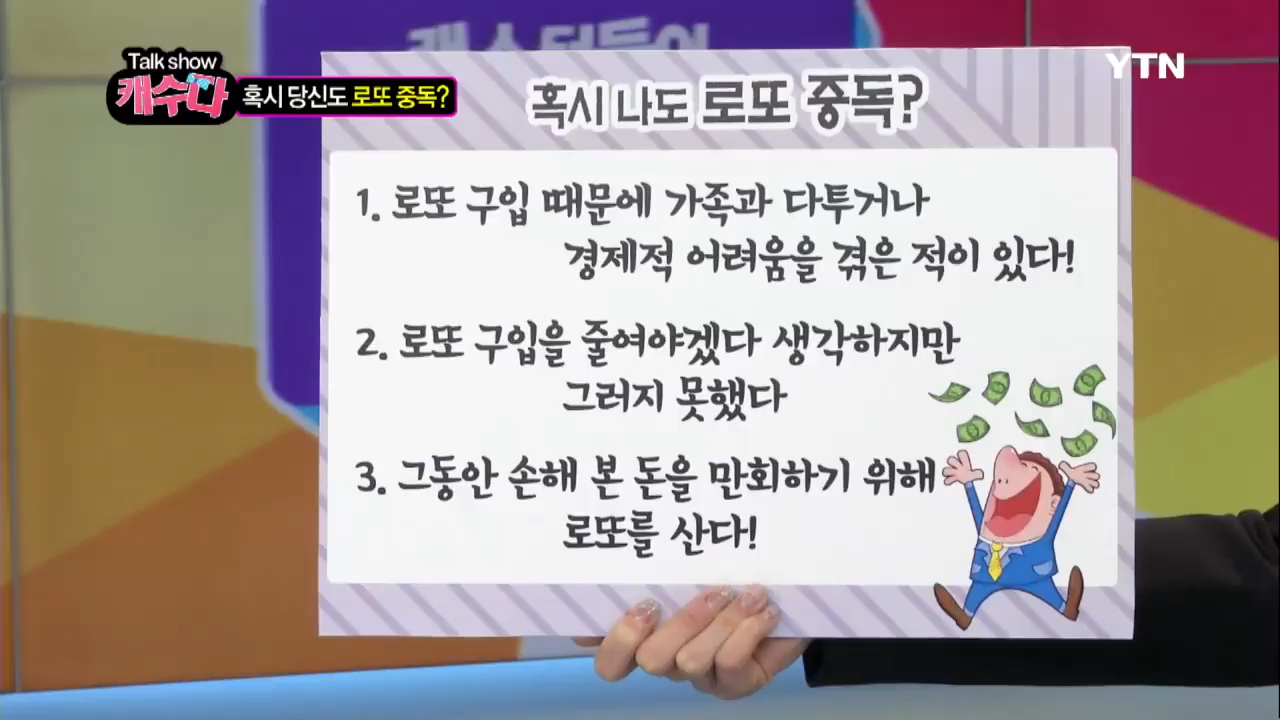 Talk show
캐수다
혹시 당신도 로또 중독?
YTN
혹시 나도 로또 중독?
1. 로또 구입 때문에 가족과 다투거나
경제적 어려움을 겪은 적이 있다!
2. 로또 구입을 줄여야겠다 생각하지만
그러지 못했다
3. 그동안 손해 본 돈을 만회하기 위해
로또를 산다!